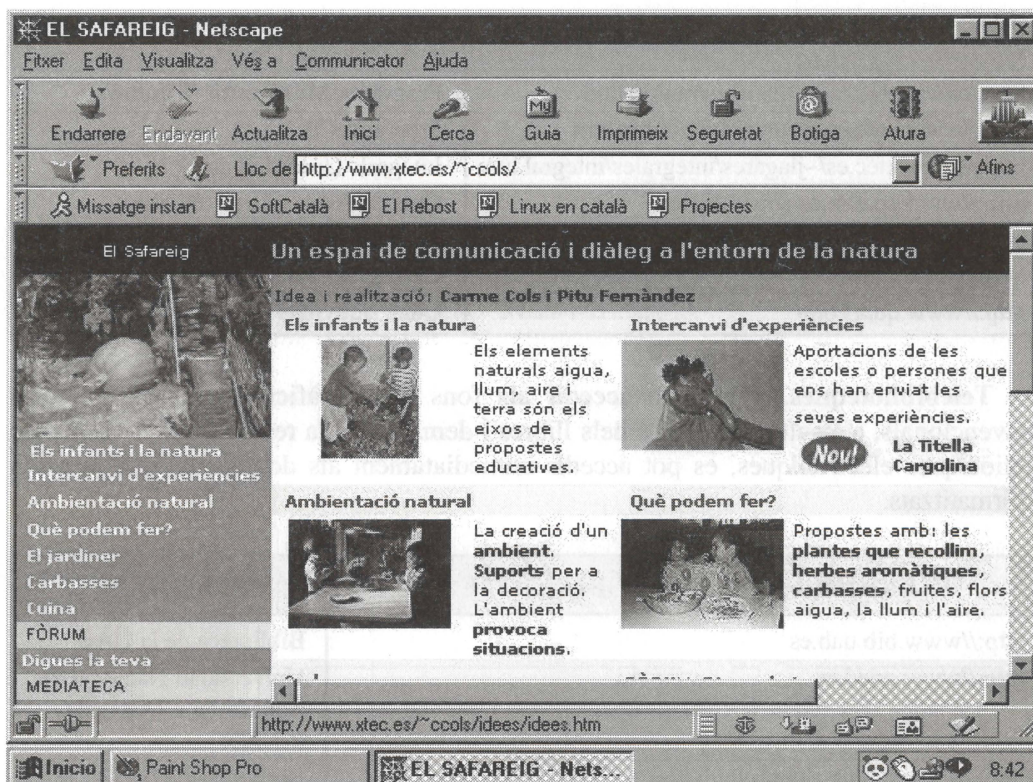 EL SAFAREIG - Netscape
Fitxer Edita Visualitza Vés a Communicator Ajuda
Endarrere Endavant Actualitza Inici Cerca Guia Imprimeix Seguretat Botiga Atura
My
Preferits Lloc de http://www.xtec.es/~ccols/ Afins
Missatge instan SoftCatalà El Rebost Linux en català Projectes
El Safareig
Un espai de comunicació i diàleg a l'entorn de la natura
Idea i realització: Carme Cols i Pitu Fernàndez
Els infants i la natura
Els elements
naturals aigua,
llum, aire i
terra són els
eixos de
propostes
educatives.
Intercanvi d'experiències
Aportacions de les
escoles o persones que
ens han enviat les
seves experiències.
Nou! La Titella
Cargolina
Ambientació natural
La creació d'un
ambient.
Suports per a
la decoració.
L'ambient
provoca
situacions.
Què podem fer?
Propostes amb: les
plantes que recollim,
herbes aromàtiques,
carbasses, fruites, flors
aigua, la llum i l'aire.
Els infants i la natura
Intercanvi d'experiències
Ambientació natural
Què podem fer?
El jardiner
Carbasses
Cuina
FÒRUM
Digues la teva
MEDIATECA
http://www.xtec.es/~ccols/idees/idees.htm
Inicio Paint Shop Pro EL SAFAREIG - Nets... 8:42